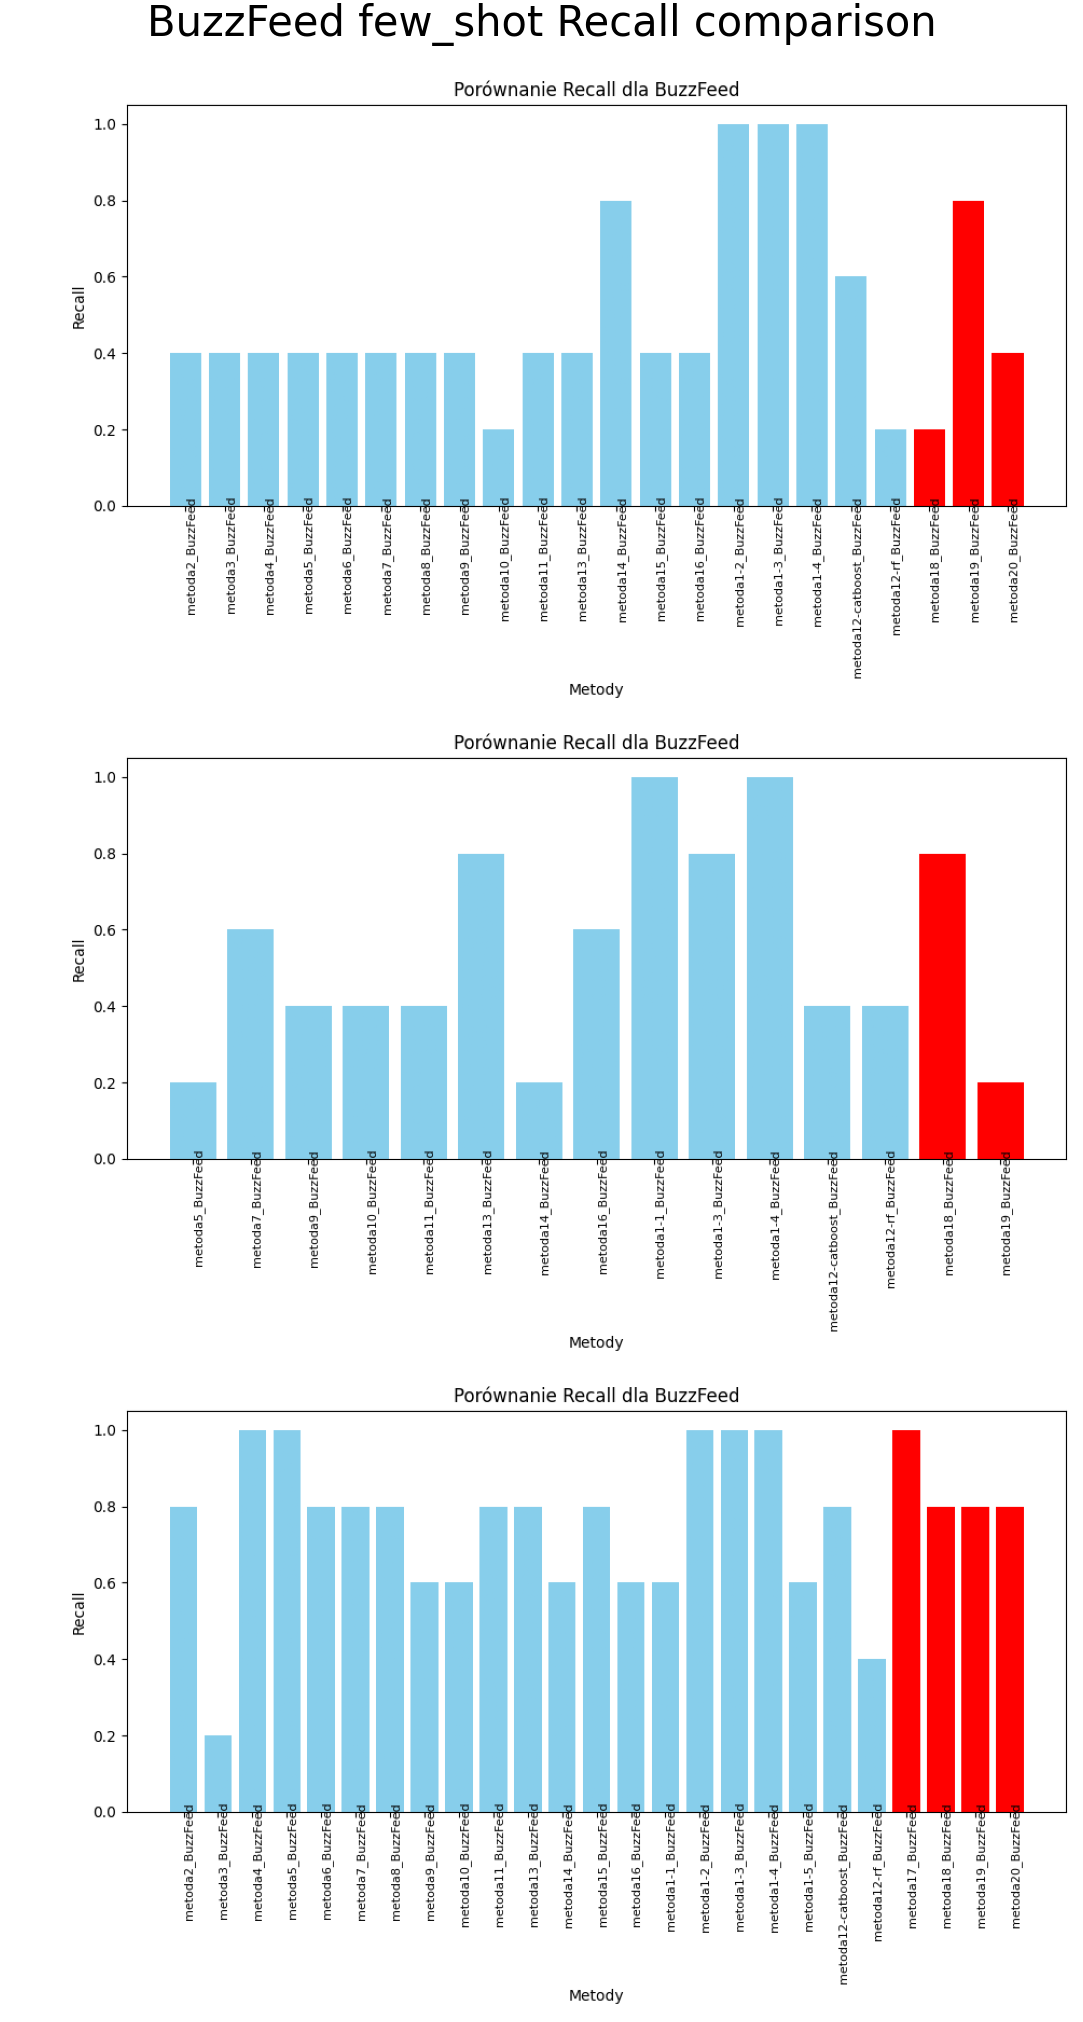 BuzzFeed few_shot Recall comparison
Porównanie Recall dla BuzzFeed
1.0
0.8
0.6
0.4
0.2
0.0
Recall
metoda2_BuzzFeed
metoda3_BuzzFeed
metoda4_BuzzFeed
metoda5_BuzzFeed
metoda6_BuzzFeed
metoda7_BuzzFeed
metoda8_BuzzFeed
metoda9_BuzzFeed
metoda10_BuzzFeed
metoda11_BuzzFeed
metoda13_BuzzFeed
metoda14_BuzzFeed
metoda15_BuzzFeed
metoda16_BuzzFeed
metoda1-2_BuzzFeed
metoda1-3_BuzzFeed
metoda1-4_BuzzFeed
metoda12-catboost_BuzzFeed
metoda12-rf_BuzzFeed
metoda18_BuzzFeed
metoda19_BuzzFeed
metoda20_BuzzFeed
Metody
Porównanie Recall dla BuzzFeed
1.0
0.8
0.6
0.4
0.2
0.0
Recall
metoda5_BuzzFeed
metoda7_BuzzFeed
metoda9_BuzzFeed
metoda10_BuzzFeed
metoda11_BuzzFeed
metoda13_BuzzFeed
metoda14_BuzzFeed
metoda16_BuzzFeed
metoda1-1_BuzzFeed
metoda1-3_BuzzFeed
metoda1-4_BuzzFeed
metoda12-catboost_BuzzFeed
metoda12-rf_BuzzFeed
metoda18_BuzzFeed
metoda19_BuzzFeed
Metody
Porównanie Recall dla BuzzFeed
1.0
0.8
0.6
0.4
0.2
0.0
Recall
metoda2_BuzzFeed
metoda3_BuzzFeed
metoda4_BuzzFeed
metoda5_BuzzFeed
metoda6_BuzzFeed
metoda7_BuzzFeed
metoda8_BuzzFeed
metoda9_BuzzFeed
metoda10_BuzzFeed
metoda11_BuzzFeed
metoda13_BuzzFeed
metoda14_BuzzFeed
metoda15_BuzzFeed
metoda16_BuzzFeed
metoda1-1_BuzzFeed
metoda1-2_BuzzFeed
metoda1-3_BuzzFeed
metoda1-4_BuzzFeed
metoda1-5_BuzzFeed
metoda12-catboost_BuzzFeed
metoda12-rf_BuzzFeed
metoda17_BuzzFeed
metoda18_BuzzFeed
metoda19_BuzzFeed
metoda20_BuzzFeed
Metody